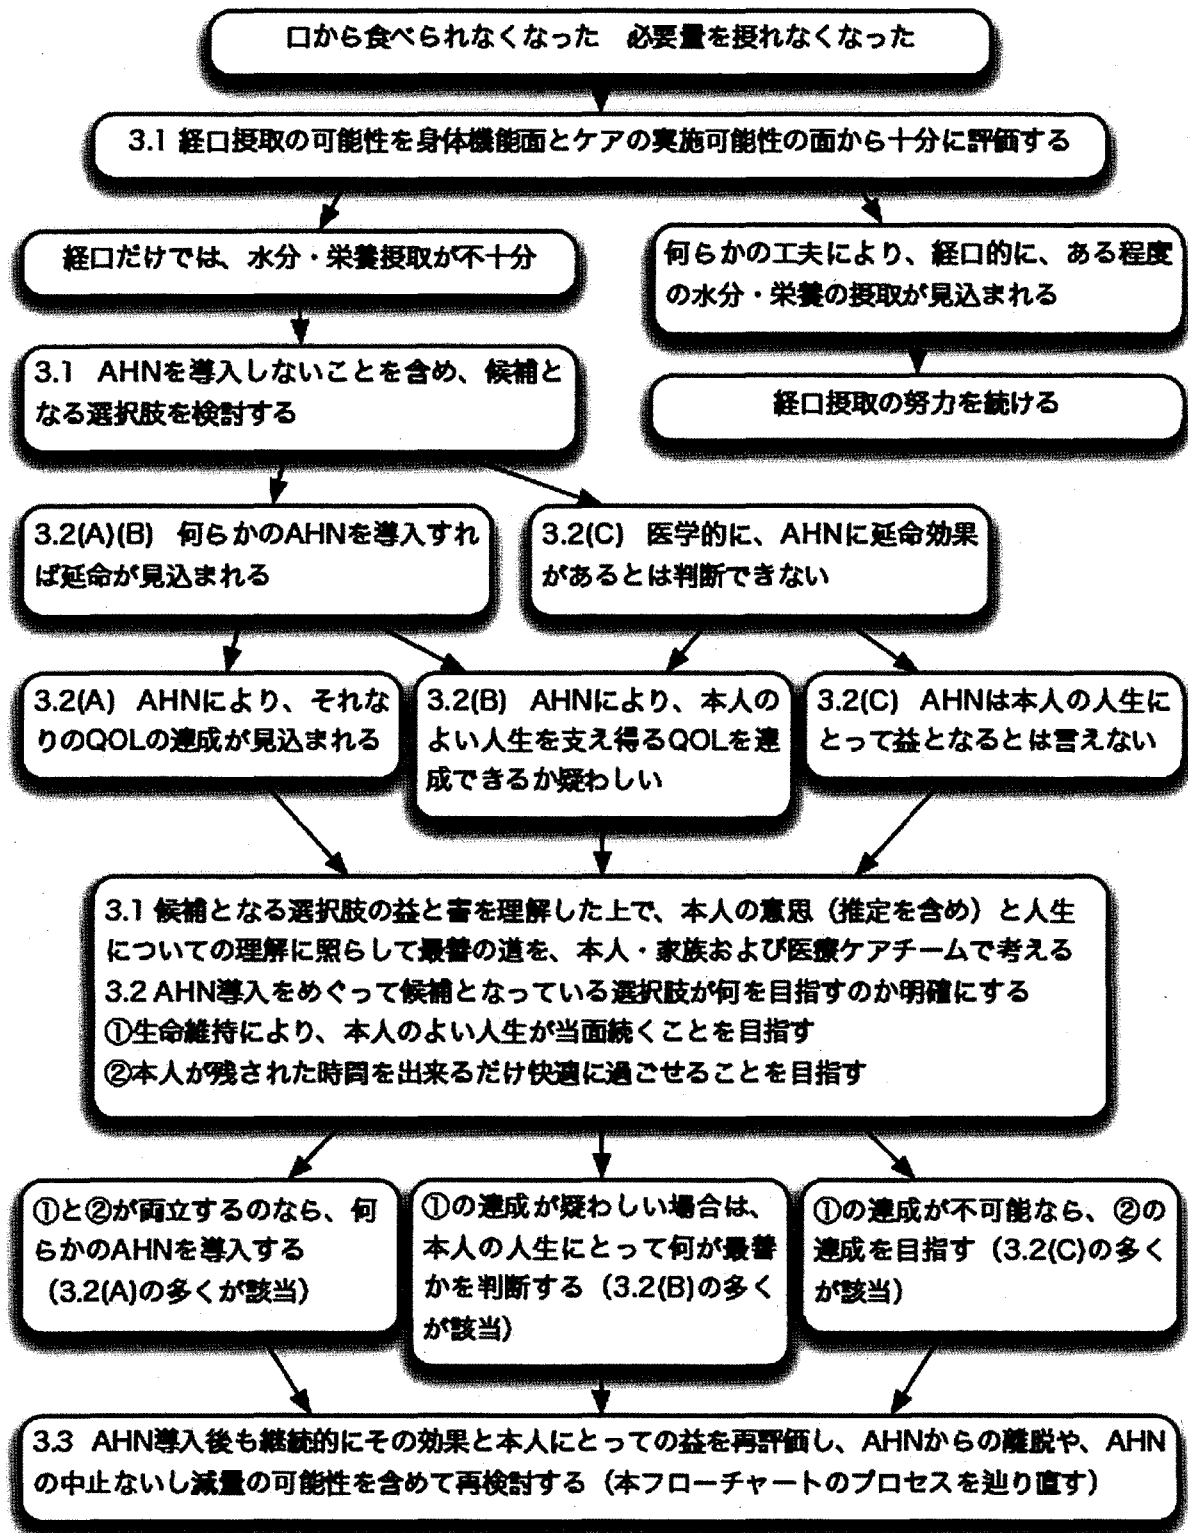 口から食べられなくなった　必要量を摂れなくなった
3.1 経口摂取の可能性を身体機能面とケアの実施可能性の面から十分に評価する
経口だけでは、水分・栄養摂取が不十分
何らかの工夫により、経口的に、ある程度
の水分・栄養の摂取が見込まれる
3.1 AHNを導入しないことを含め、候補と
なる選択肢を検討する
経口摂取の努力を続ける
3.2(A)(B) 何らかのAHNを導入すれ
ば延命が見込まれる
3.2(C) 医学的に、AHNに延命効果
があるとは判断できない
3.2(A) AHNにより、それな
りのQOLの達成が見込まれる
3.2(B) AHNにより、本人の
よい人生を支え得るQOLを達
成できるか疑わしい
3.2(C) AHNは本人の人生に
とって益となるとは言えない
3.1 候補となる選択肢の益と害を理解した上で、本人の意思（推定を含め）と人生
についての理解に照らして最善の道を、本人・家族および医療ケアチームで考える
3.2 AHN導入をめぐって候補となっている選択肢が何を目指すのか明確にする
①生命維持により、本人のよい人生が当面続くことを目指す
②本人が残された時間を出来るだけ快適に過ごせることを目指す
①と②が両立するのなら、何
らかのAHNを導入する
（3.2(A)の多くが該当）
①の達成が疑わしい場合は、
本人の人生にとって何が最善
かを判断する（3.2(B)の多く
が該当）
①の達成が不可能なら、②の
達成を目指す（3.2(C)の多く
が該当）
3.3 AHN導入後も継続的にその効果と本人にとっての益を再評価し、AHNからの離脱や、AHN
の中止ないし減量の可能性を含めて再検討する（本フローチャートのプロセスを辿り直す）